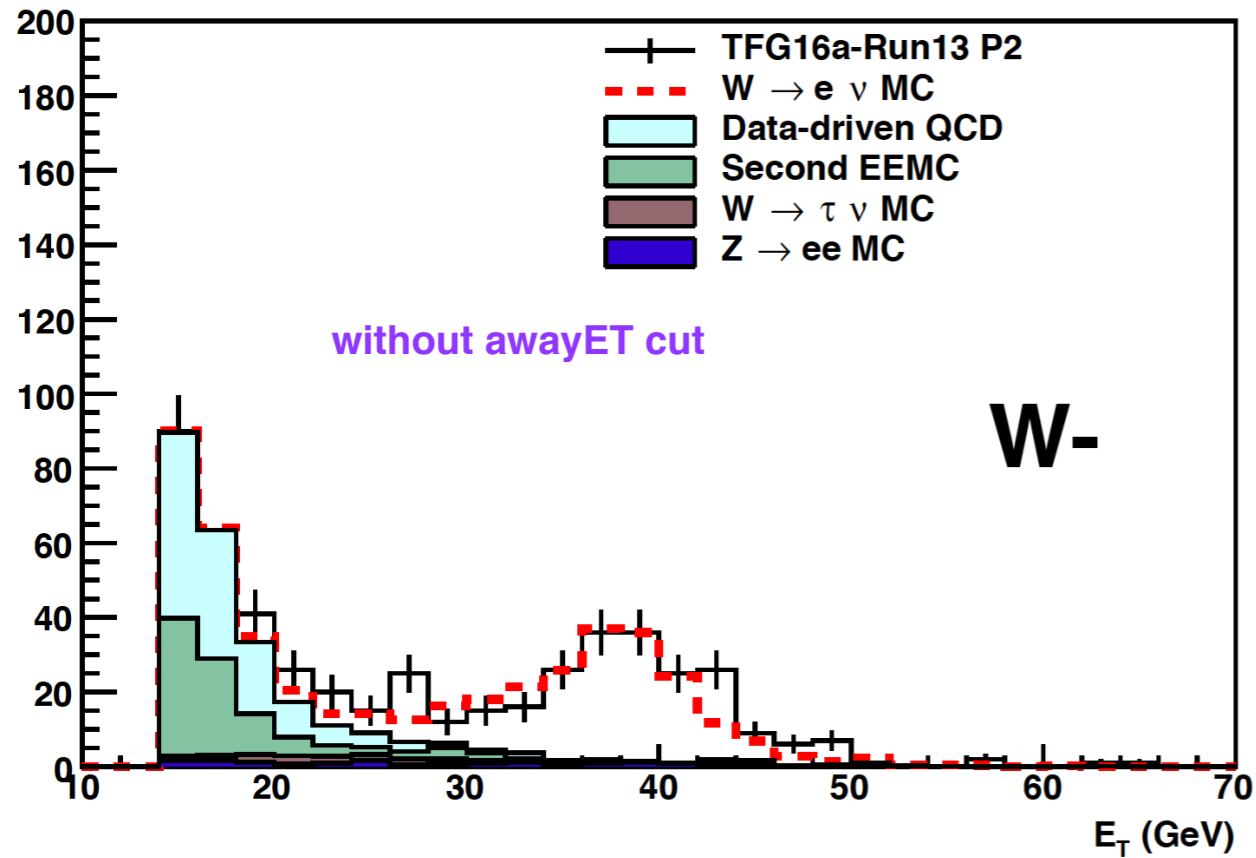 200
180
160
140
120
100
80
60
40
20
0
TFG16a-Run13 P2
W → e ν MC
Data-driven QCD
Second EEMC
W → τ ν MC
Z → ee MC
without awayET cut
W-
10 20 30 40 50 60 70
E_T (GeV)